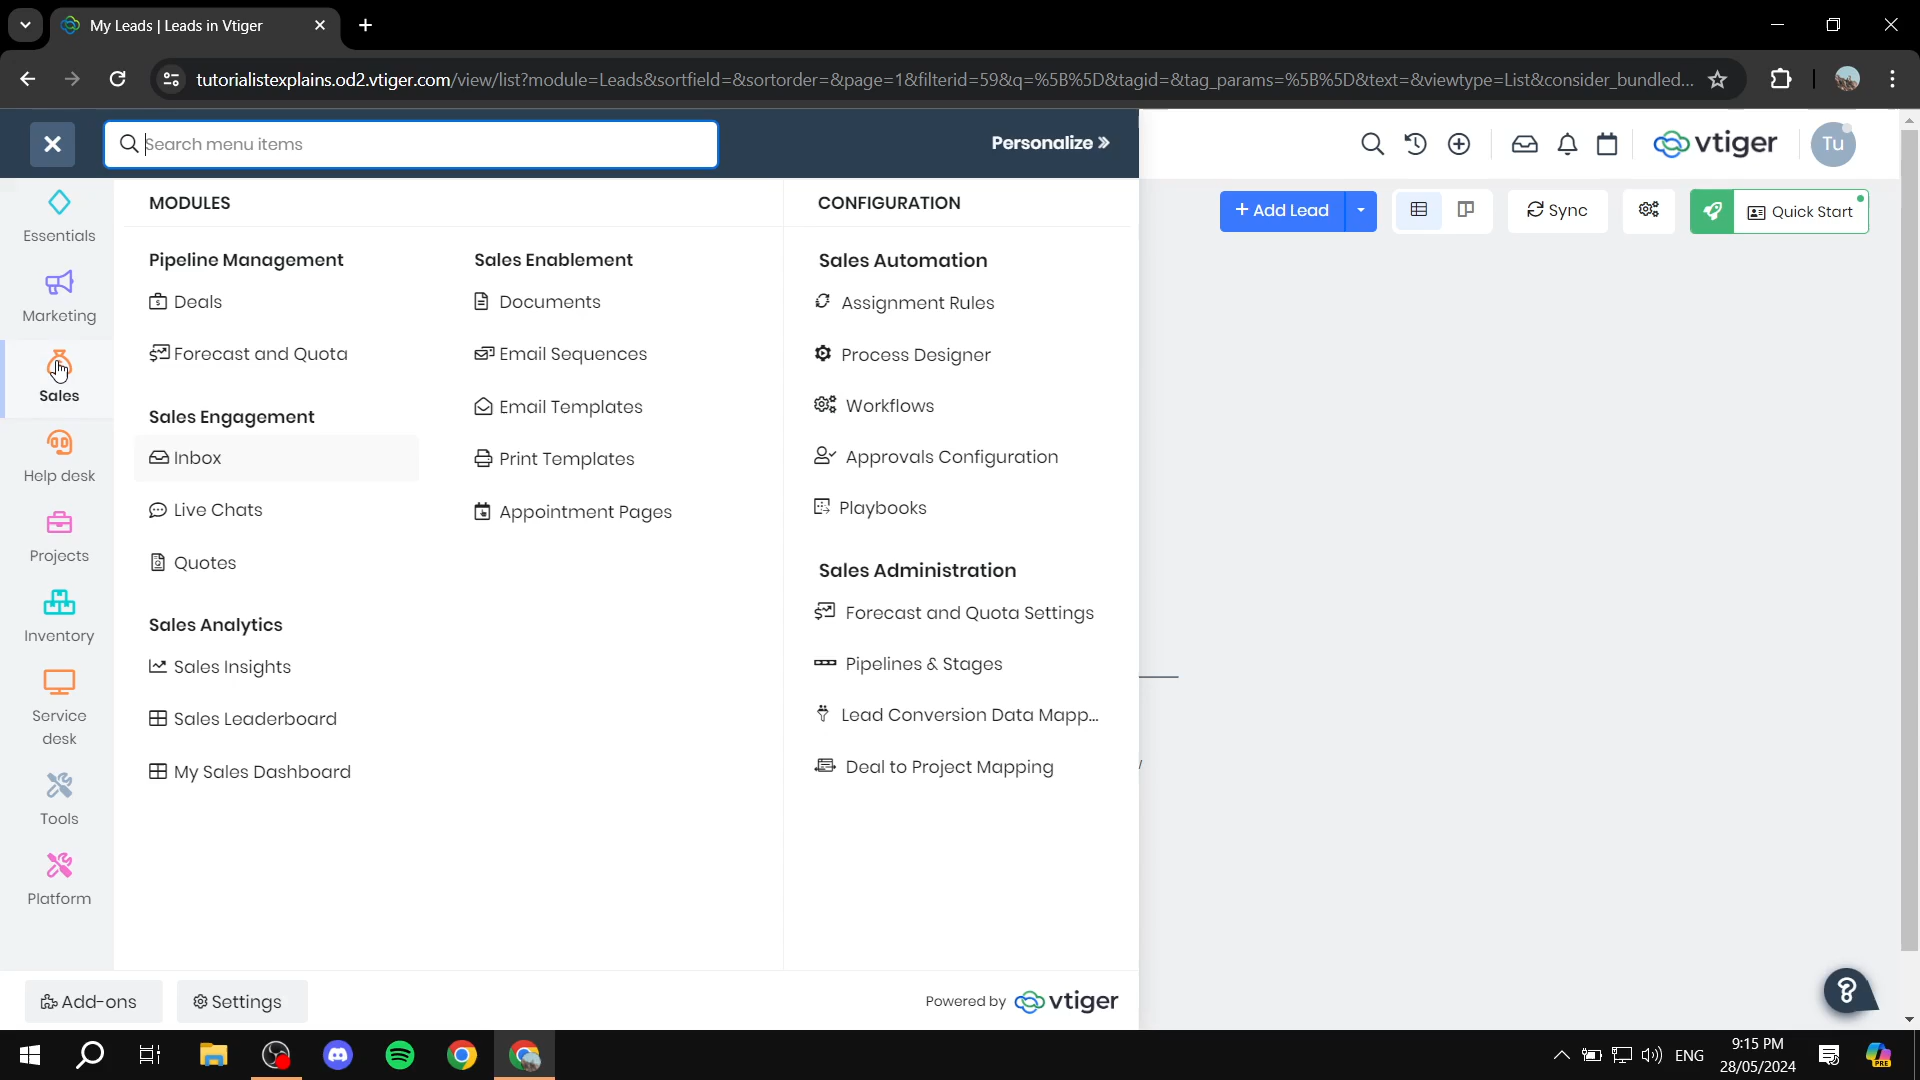 My Leads | Leads in Vtiger
tutorialistexplains.od2.vtiger.com/view/list?module=Leads&sortfield=&sortorder=&page=1&filterid=59&q=%5B%5D&tagid=&tag_params=%5B%5D&text=&viewtype=List&consider_bundled...
Search menu items
Personalize »
vtiger
Tu
Essentials
Marketing
Sales
Help desk
Projects
Inventory
Service
desk
Tools
Platform
MODULES
Pipeline Management
Deals
Forecast and Quota
Sales Engagement
Inbox
Live Chats
Quotes
Sales Analytics
Sales Insights
Sales Leaderboard
My Sales Dashboard
Sales Enablement
Documents
Email Sequences
Email Templates
Print Templates
Appointment Pages
CONFIGURATION
Sales Automation
Assignment Rules
Process Designer
Workflows
Approvals Configuration
Playbooks
Sales Administration
Forecast and Quota Settings
Pipelines & Stages
Lead Conversion Data Mapp...
Deal to Project Mapping
+ Add Lead
Sync
Quick Start
Add-ons
Settings
Powered by vtiger
ENG
9:15 PM
28/05/2024
PRE